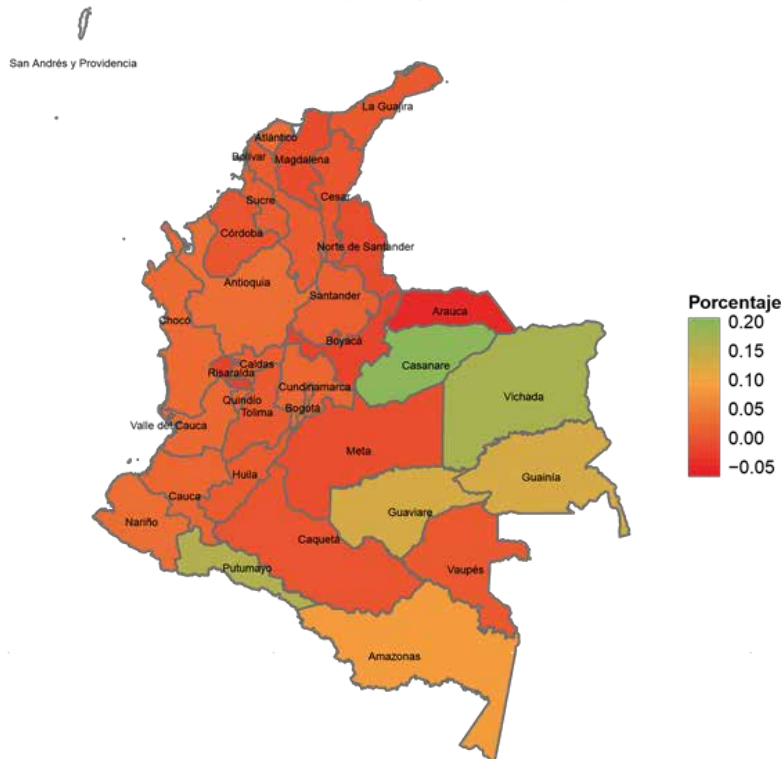 San Andrés y Providencia
La Guajira
Atlántico
Bolívar
Magdalena
Cesar
Sucre
Córdoba
Norte de Santander
Antioquia
Santander
Arauca
Chocó
Boyacá
Caldas
Casanare
Risaralda
Cundinamarca
Vichada
Quindío
Bogotá
Tolima
Valle del Cauca
Meta
Huila
Guainía
Cauca
Guaviare
Nariño
Caquetá
Putumayo
Vaupés
Amazonas
Porcentaje
0.20
0.15
0.10
0.05
0.00
−0.05